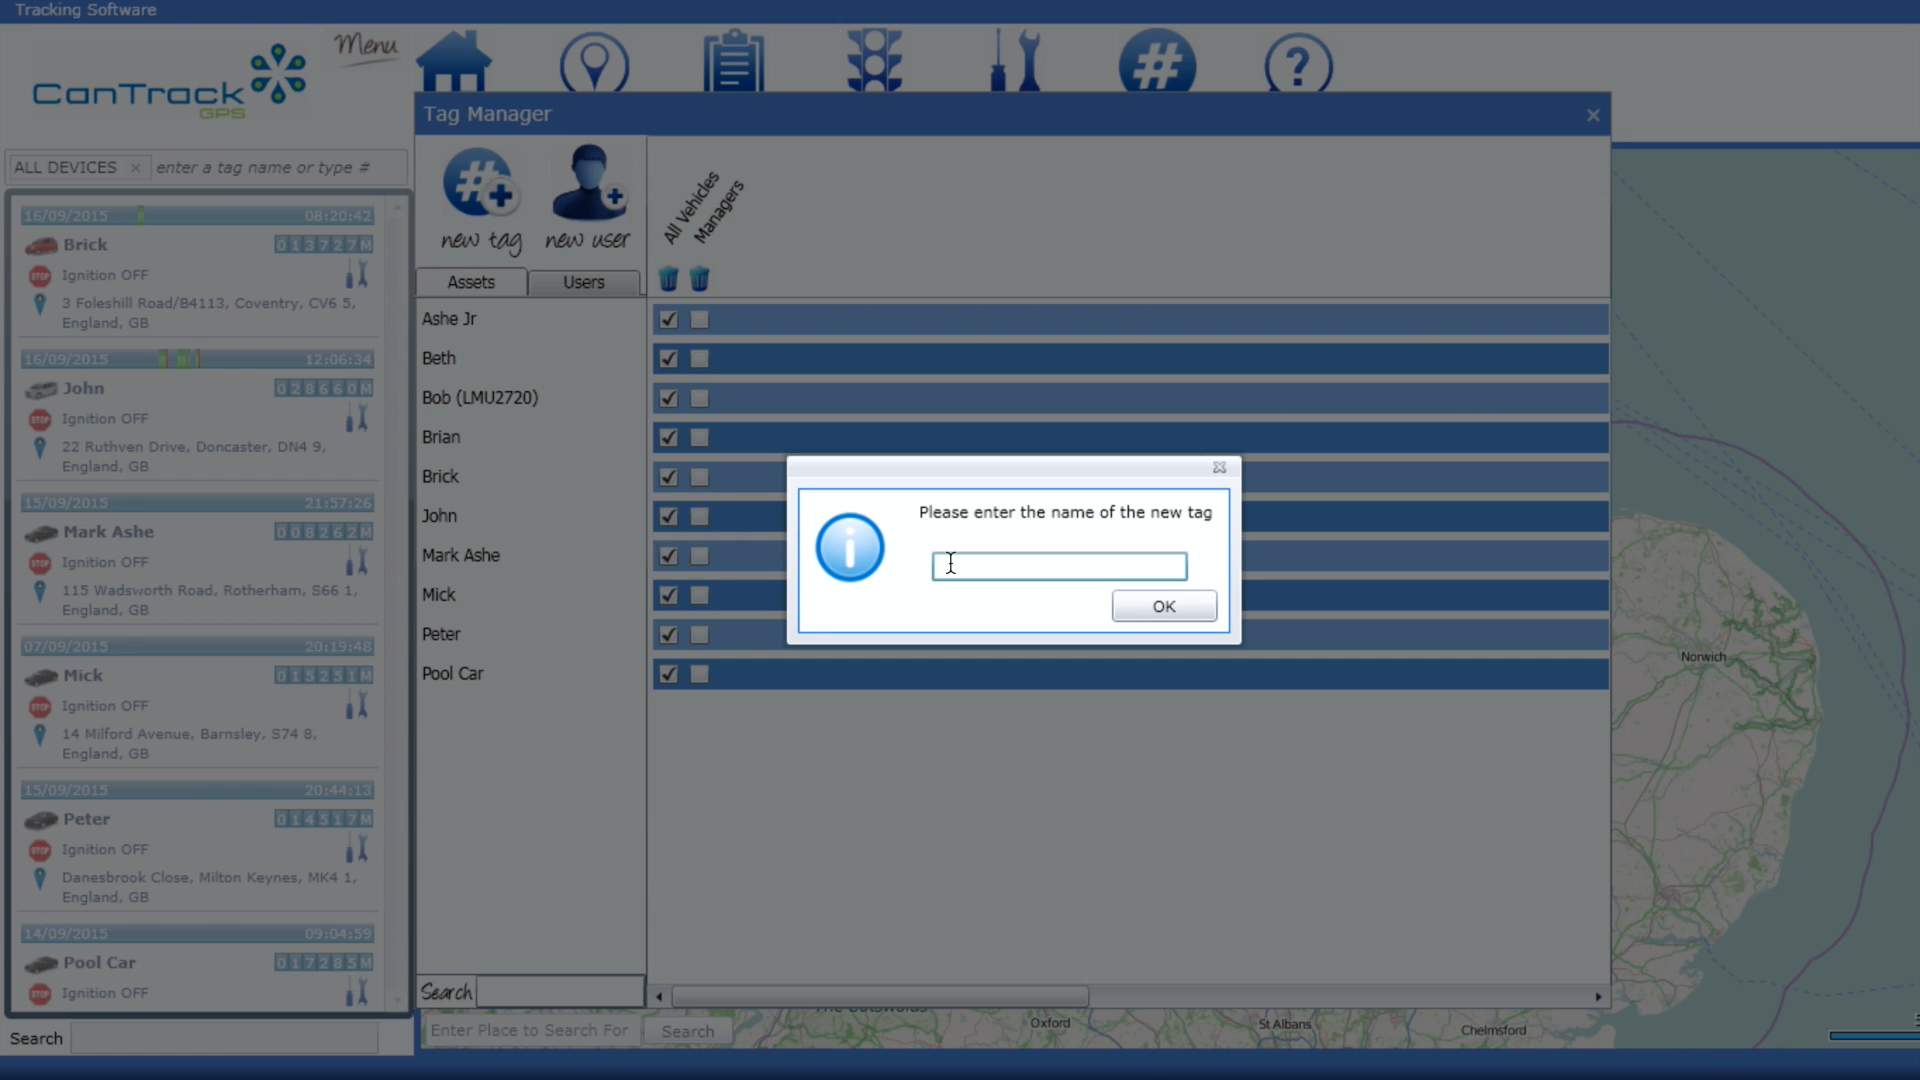 Tracking Software
CanTrack
GPS
Menu
Tag Manager
ALL DEVICES × enter a tag name or type #
16/09/2015 08:20:42
Brick 013727M
Ignition OFF
3 Foleshill Road/B4113, Coventry, CV6 5,
England, GB
16/09/2015 12:06:34
John 028660M
Ignition OFF
22 Ruthven Drive, Doncaster, DN4 9,
England, GB
15/09/2015 21:57:26
Mark Ashe 008262M
Ignition OFF
115 Wadsworth Road, Rotherham, S66 1,
England, GB
07/09/2015 20:19:48
Mick 015251M
Ignition OFF
14 Milford Avenue, Barnsley, S74 8,
England, GB
15/09/2015 20:44:13
Peter 014517M
Ignition OFF
Danesbrook Close, Milton Keynes, MK4 1,
England, GB
14/09/2015 09:04:59
Pool Car 017285M
Ignition OFF
Search
new tag new user
Assets Users
All Vehicles
Managers
Ashe Jr
Beth
Bob (LMU2720)
Brian
Brick
John
Mark Ashe
Mick
Peter
Pool Car
Search
Please enter the name of the new tag
OK
Norwich
Enter Place to Search For Search
Oxford
St Albans
Chelmsford